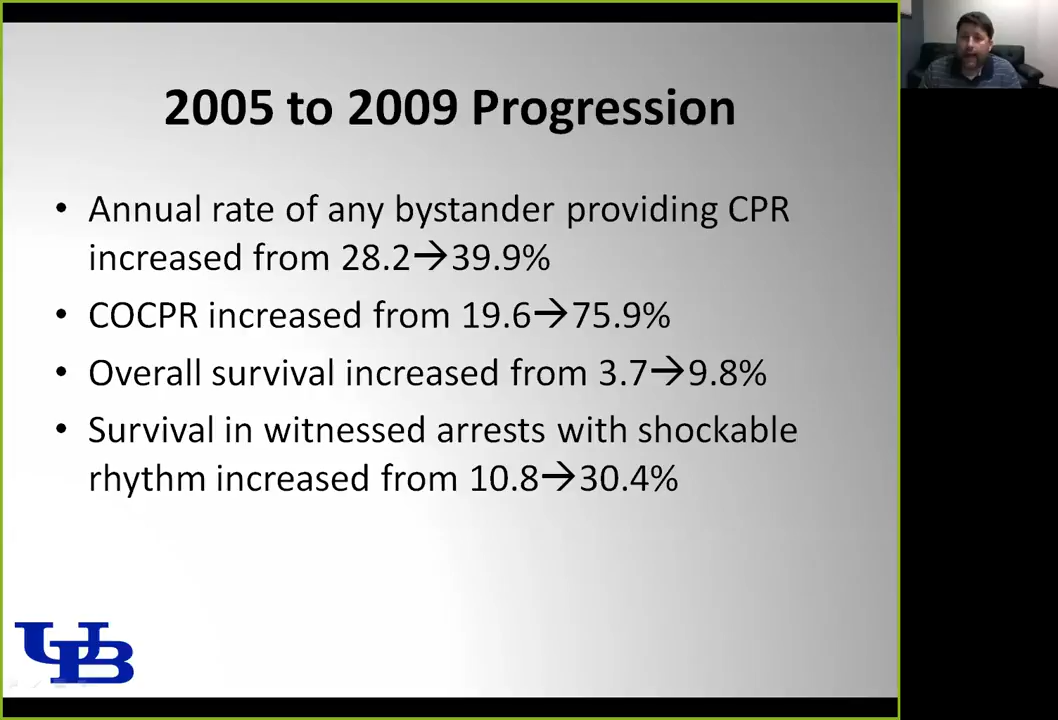 2005 to 2009 Progression
• Annual rate of any bystander providing CPR
increased from 28.2→39.9%
• COCPR increased from 19.6→75.9%
• Overall survival increased from 3.7→9.8%
• Survival in witnessed arrests with shockable
rhythm increased from 10.8→30.4%
UB